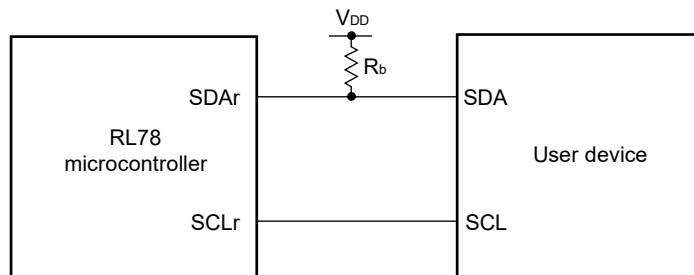 VDD
Rb
SDAr
SDA
RL78
microcontroller
User device
SCLr
SCL